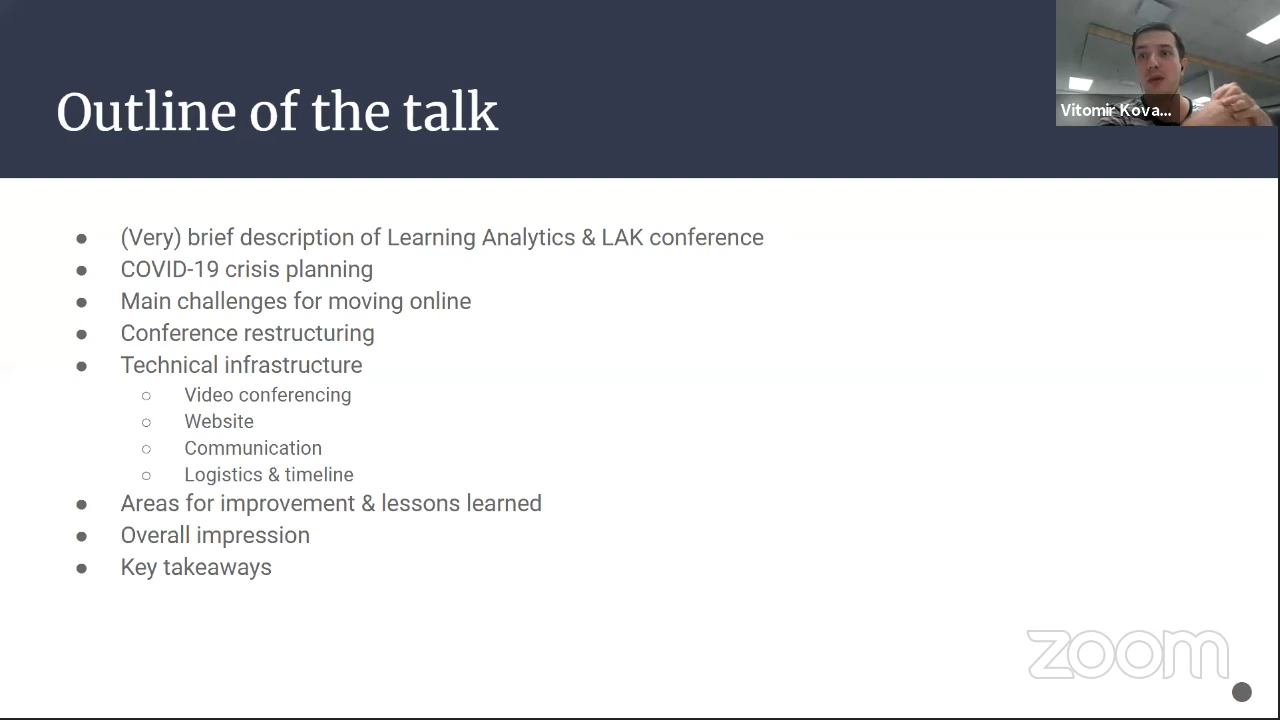 Outline of the talk
Vitomir Kova...
● (Very) brief description of Learning Analytics & LAK conference
● COVID-19 crisis planning
● Main challenges for moving online
● Conference restructuring
● Technical infrastructure
○ Video conferencing
○ Website
○ Communication
○ Logistics & timeline
● Areas for improvement & lessons learned
● Overall impression
● Key takeaways
zoom